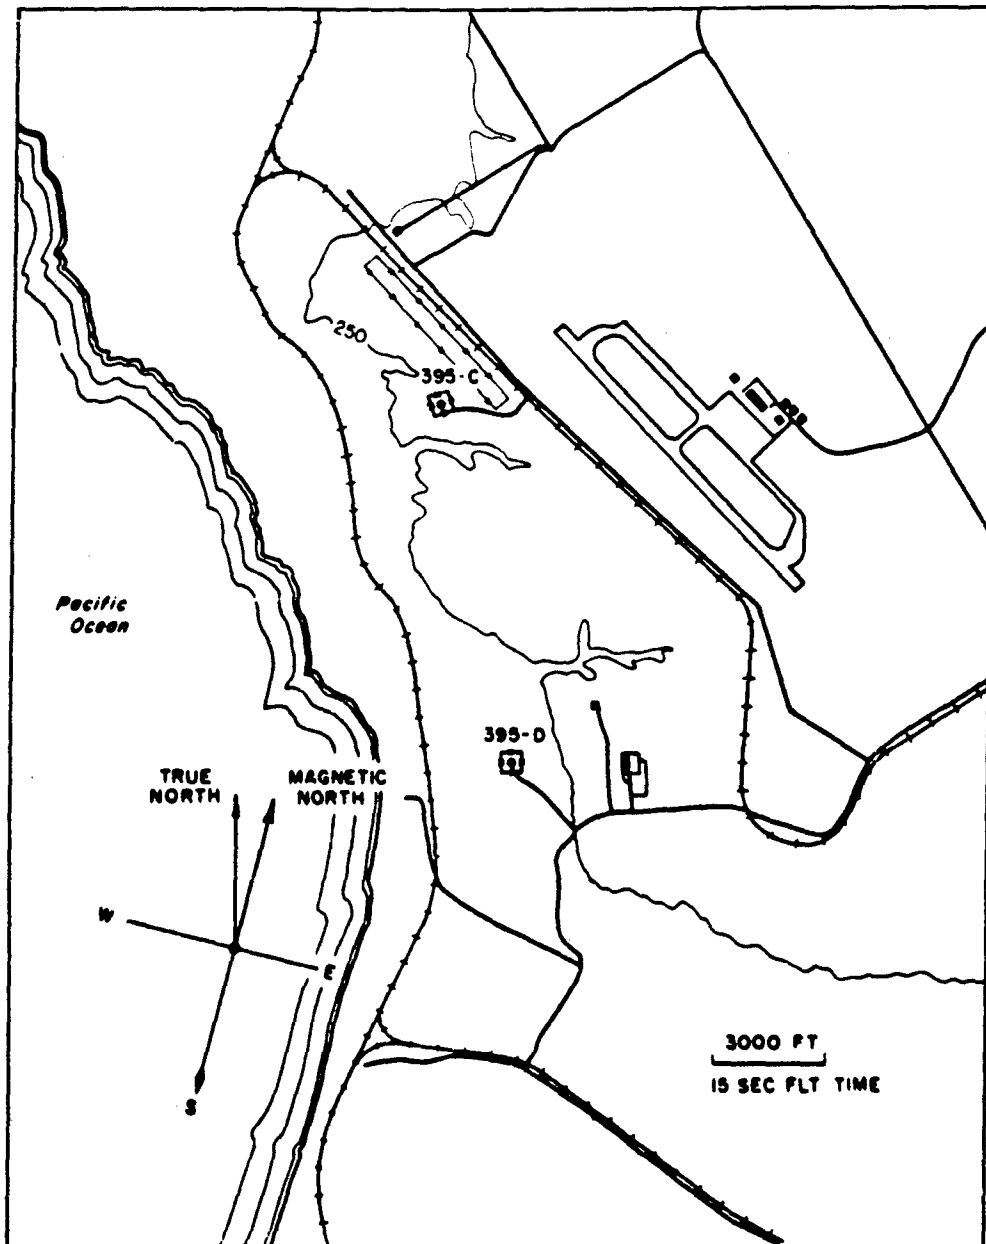 250
395-C
Pacific
Ocean
395-D
TRUE
NORTH
MAGNETIC
NORTH
W
E
S
3000 FT
15 SEC FLT TIME